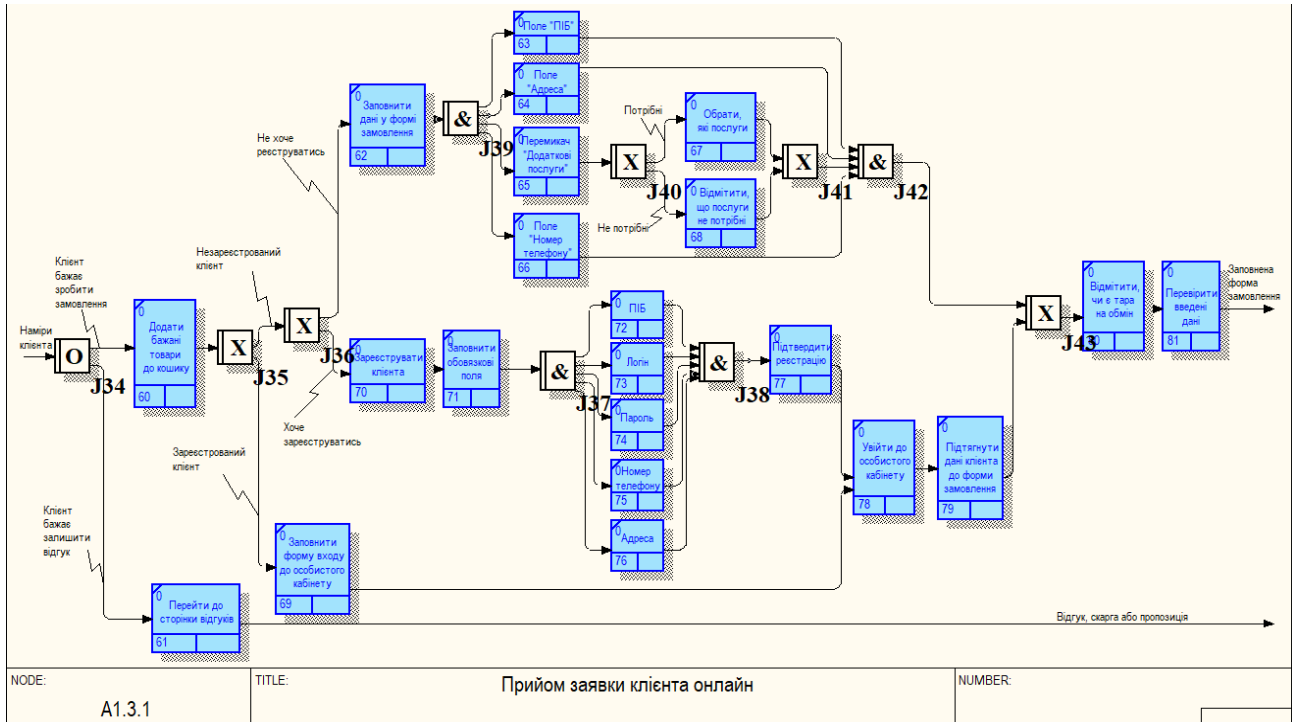 0
Поле "ПІБ"
63
0
Поле
"Адреса"
64
0
Заповнити
дані у формі
замовлення
62
&
J39
0
Перемикач
"Додаткові
послуги"
65
0
Поле
"Номер
телефону"
66
Потрібні
Не потрібні
X
J40
0
Обрати,
які послуги
67
0
Відмітити,
що послуги
не потрібні
68
X
J41
&
J42
Не хоче
реєструватись
Незареєстрований
клієнт
Клієнт
бажає
зробити
замовлення
Наміри
клієнта
O
J34
0
Додати
бажані
товари
до кошику
60
X
J35
X
J36
Хоче
зареєструватись
0
Зареєструвати
клієнта
70
0
Заповнити
обовязкові
поля
71
&
J37
0
ПІБ
72
0
Логін
73
0
Пароль
74
0
Номер
телефону
75
0
Адреса
76
&
J38
0
Підтвердити
реєстрацію
77
0
Увійти до
особистого
кабінету
78
0
Підтягнути
дані клієнта
до форми
замовлення
79
X
J43
0
Відмітити,
чи є тара
на обмін
0
Перевірити
введені
дані
81
Заповнена
форма
замовлення
Зареєстрований
клієнт
Клієнт
бажає
залишити
відгук
0
Заповнити
форму входу
до особистого
кабінету
69
0
Перейти до
сторінки відгуків
61
Відгук, скарга або пропозиція
NODE:
A1.3.1
TITLE:
Прийом заявки клієнта онлайн
NUMBER: